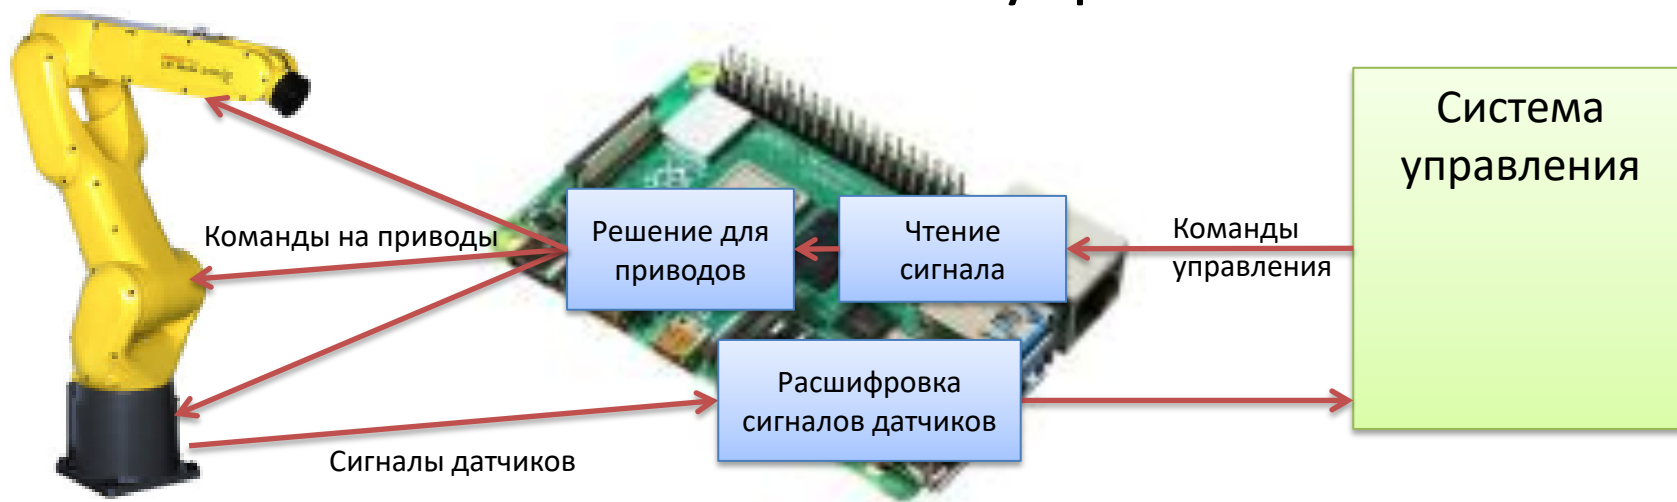 Система
управления
Команды на приводы
Решение для
приводов
Чтение
сигнала
Команды
управления
Расшифровка
сигналов датчиков
Сигналы датчиков